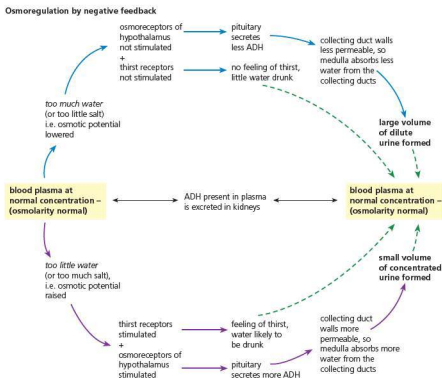 Osmoregulation by negative feedback
osmoreceptors of
hypothalamus
not stimulated
+
thirst receptors
not stimulated
pituitary
secretes
less ADH
no feeling of thirst,
little water drunk
collecting duct walls
less permeable, so
medulla absorbs less
water from the
collecting ducts
too much water
(or too little salt)
i.e. osmotic potential
lowered
large volume
of dilute
urine formed
blood plasma at
normal concentration –
(osmolarity normal)
ADH present in plasma
is excreted in kidneys
blood plasma at
normal concentration –
(osmolarity normal)
too little water
(or too much salt),
i.e. osmotic potential
raised
small volume
of concentrated
urine formed
thirst receptors
stimulated
+
osmoreceptors of
hypothalamus
stimulated
feeling of thirst,
water likely to
be drunk
pituitary
secretes more ADH
collecting duct
walls more
permeable, so
medulla absorbs more
water from the
collecting ducts